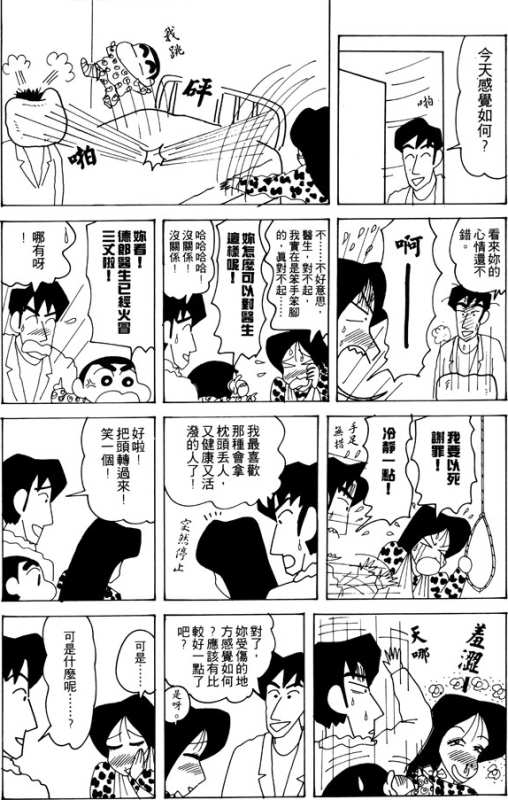 今天感覺如何?
啪
我跳
砰
啪
看來妳的
心情還不
錯。
啊—
不……不好意思,
醫生,對不起,
我實在是笨手笨腳
的,真對不起……
妳怎麼可以對醫生
這樣呢!
哈哈哈哈!
沒關係!
沒關係!
妳看!
德郎醫生已經火冒
三丈啦!
哪有呀
!
我要以死
謝罪!
冷靜一點!
手足
無措
我最喜歡
那種會拿
枕頭丟人,
又健康又活
潑的人了!
突然停止
好啦!
把頭轉過來!
笑一個!
羞澀—
天哪
對了,
妳受傷的地
方感覺如何
?應該有比
較好一點了
吧?
是呀。
可是……
可是什麼呢……?